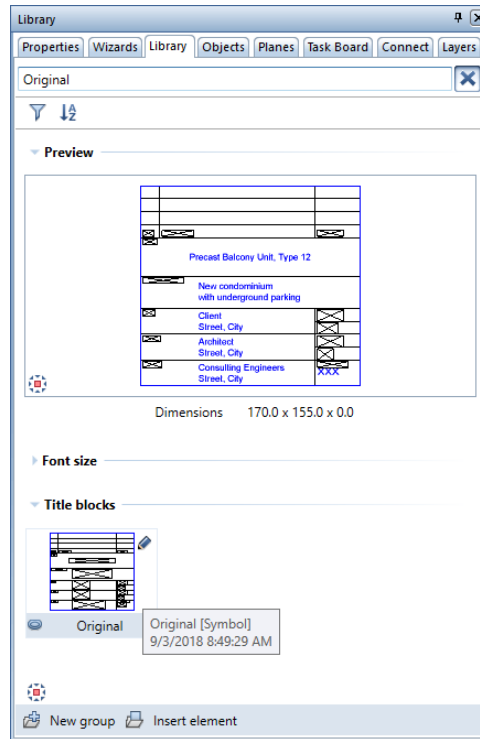 Library
Properties Wizards Library Objects Planes Task Board Connect Layers
Original
Preview
Precast Balcony Unit, Type 12
New condominium
with underground parking
Client
Street, City
Architect
Street, City
Consulting Engineers
Street, City
XXX
Dimensions 170.0 x 155.0 x 0.0
Font size
Title blocks
Original
Original [Symbol]
9/3/2018 8:49:29 AM
New group Insert element